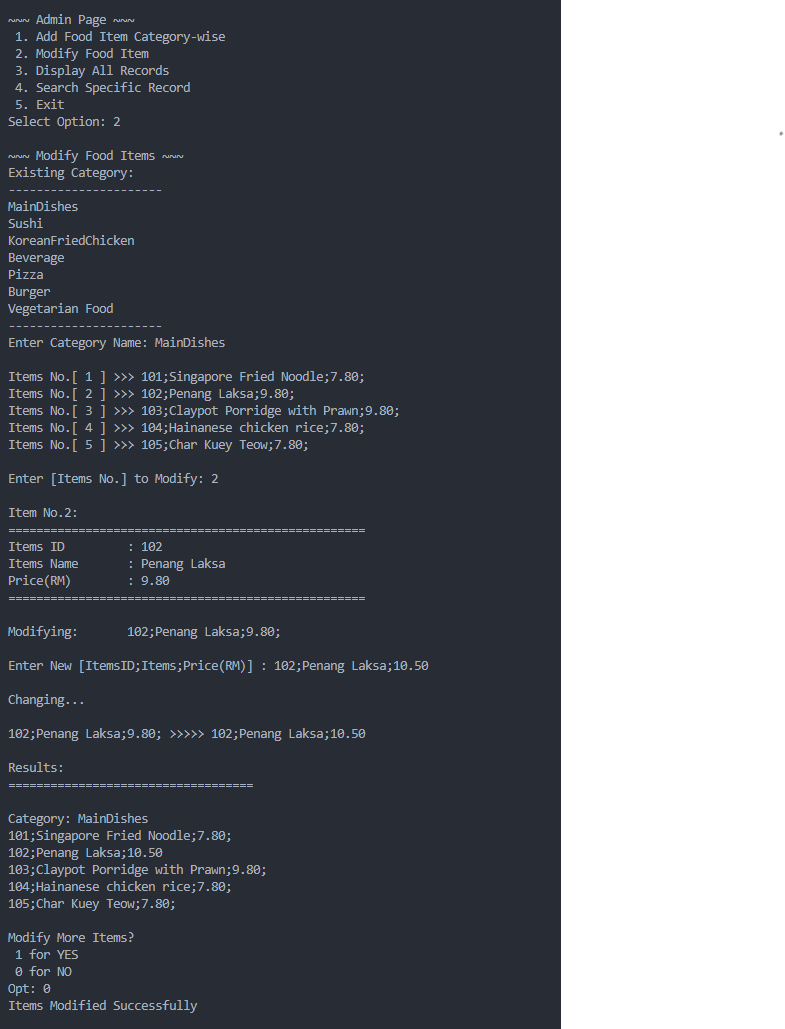 ~~~ Admin Page ~~~
1. Add Food Item Category-wise
2. Modify Food Item
3. Display All Records
4. Search Specific Record
5. Exit
Select Option: 2
~~~ Modify Food Items ~~~
Existing Category:
----------------------
MainDishes
Sushi
KoreanFriedChicken
Beverage
Pizza
Burger
Vegetarian Food
----------------------
Enter Category Name: MainDishes
Items No.[ 1 ] >>> 101;Singapore Fried Noodle;7.80;
Items No.[ 2 ] >>> 102;Penang Laksa;9.80;
Items No.[ 3 ] >>> 103;Claypot Porridge with Prawn;9.80;
Items No.[ 4 ] >>> 104;Hainanese chicken rice;7.80;
Items No.[ 5 ] >>> 105;Char Kuey Teow;7.80;
Enter [Items No.] to Modify: 2
Item No.2:
===================================================
Items ID : 102
Items Name : Penang Laksa
Price(RM) : 9.80
===================================================
Modifying: 102;Penang Laksa;9.80;
Enter New [ItemsID;Items;Price(RM)] : 102;Penang Laksa;10.50
Changing...
102;Penang Laksa;9.80; >>>>> 102;Penang Laksa;10.50
Results:
===================================
Category: MainDishes
101;Singapore Fried Noodle;7.80;
102;Penang Laksa;10.50
103;Claypot Porridge with Prawn;9.80;
104;Hainanese chicken rice;7.80;
105;Char Kuey Teow;7.80;
Modify More Items?
1 for YES
0 for NO
Opt: 0
Items Modified Successfully